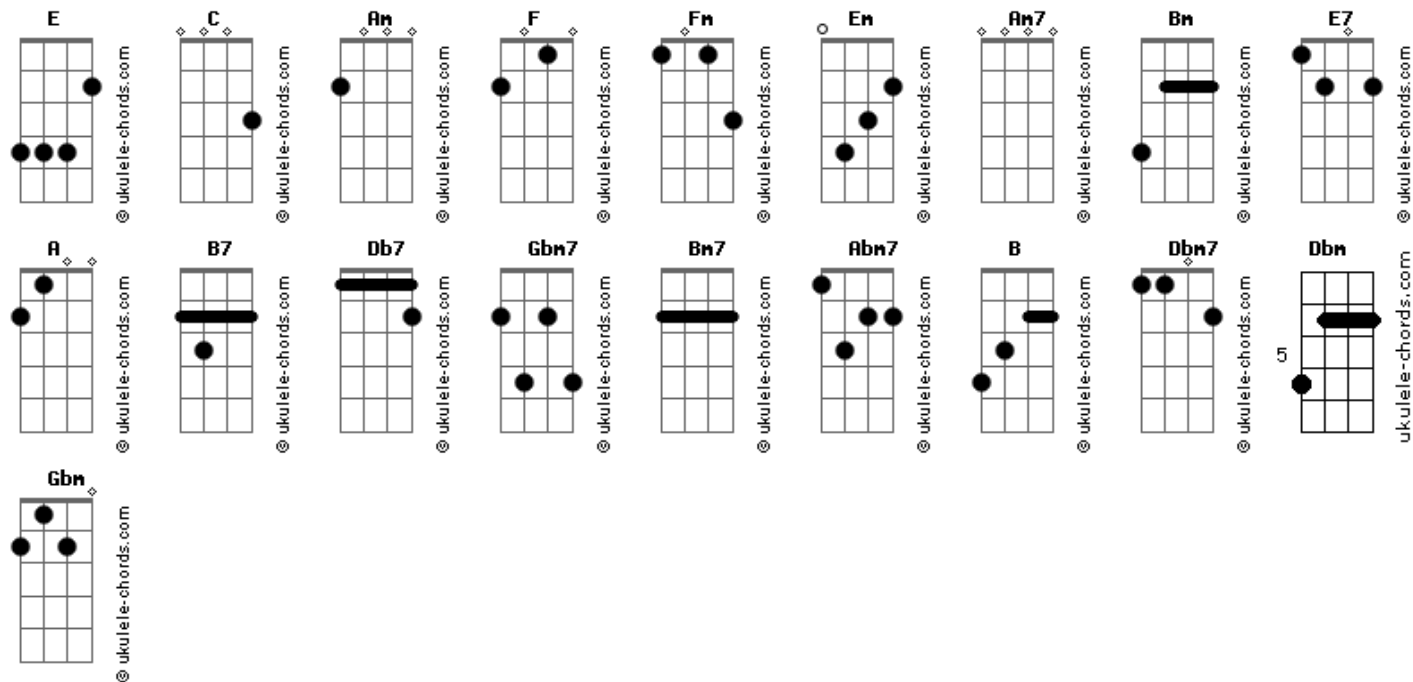 E C Am F Fm Em Am7 Bm E7
© ukulele-chords.com © ukulele-chords.com © ukulele-chords.com © ukulele-chords.com © ukulele-chords.com © ukulele-chords.com © ukulele-chords.com © ukulele-chords.com © ukulele-chords.com
A B7 Db7 Gbm7 Bm7 Abm7 B Dbm7 Dbm
5
© ukulele-chords.com © ukulele-chords.com © ukulele-chords.com © ukulele-chords.com © ukulele-chords.com © ukulele-chords.com © ukulele-chords.com © ukulele-chords.com ukulele-chords.com
Gbm
© ukulele-chords.com